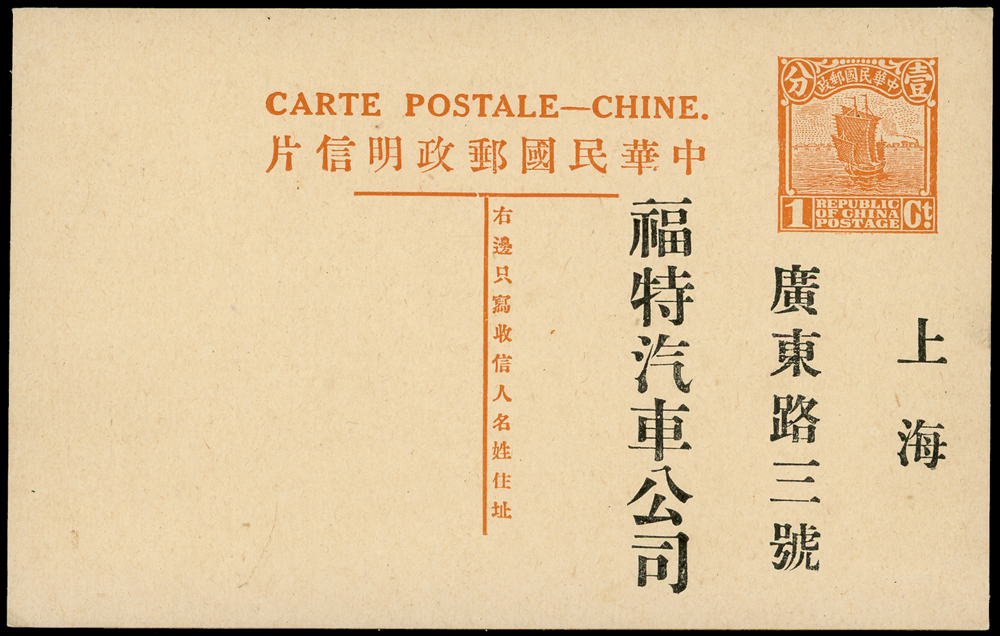 CARTE POSTALE—CHINE.
中華民國郵政明信片
壹
中華民國郵政
分
1
REPUBLIC
OF CHINA
POSTAGE
Ct
上海
廣東路三號
福特汽車公司
右邊只寫收信人名姓住址